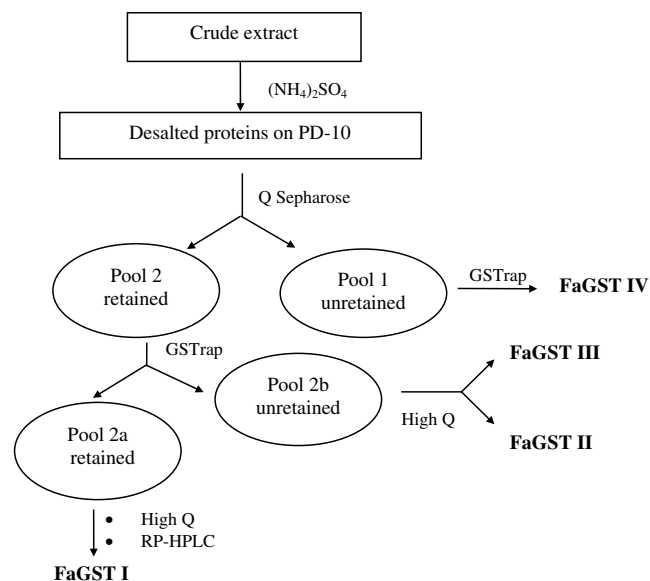 Crude extract
(NH₄)₂SO₄
Desalted proteins on PD-10
Q Sepharose
Pool 2
retained
Pool 1
unretained
GSTrap
FaGST IV
GSTrap
Pool 2b
unretained
High Q
FaGST III
FaGST II
Pool 2a
retained
• High Q
• RP-HPLC
FaGST I